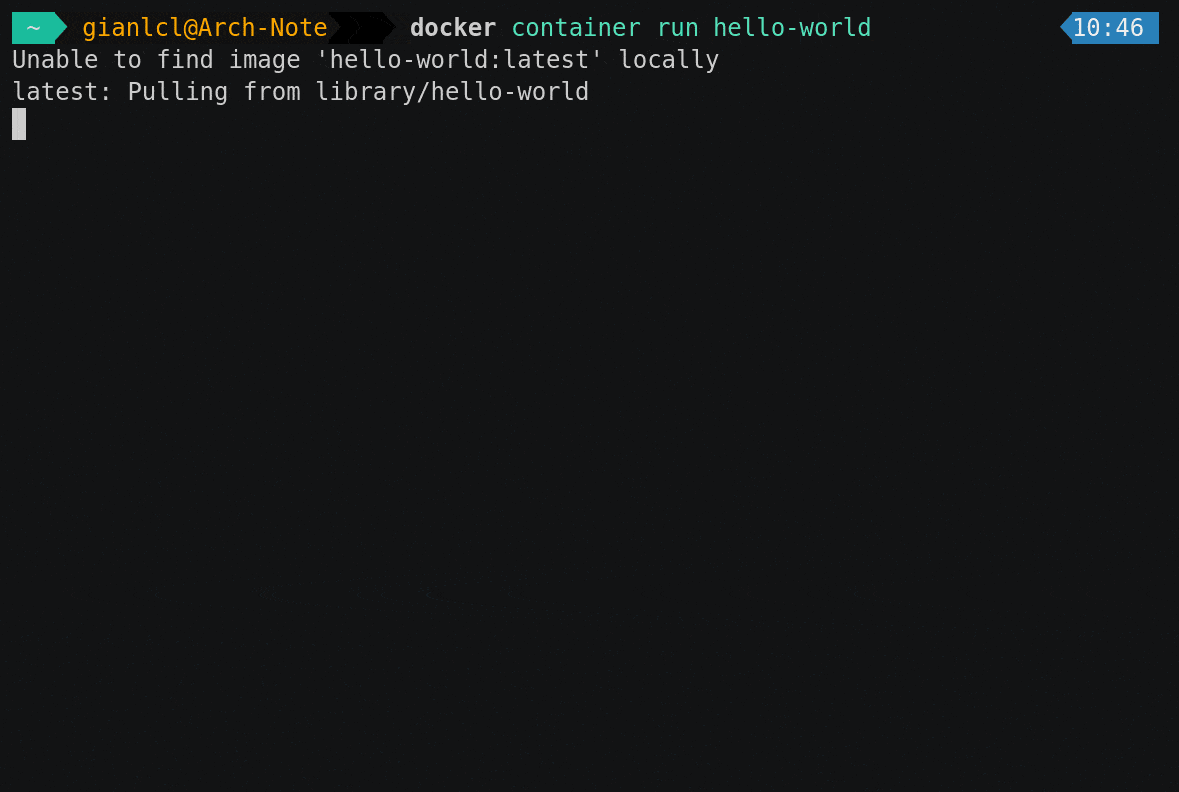 ~ gianlcl@Arch-Note docker container run hello-world 10:46
Unable to find image 'hello-world:latest' locally
latest: Pulling from library/hello-world